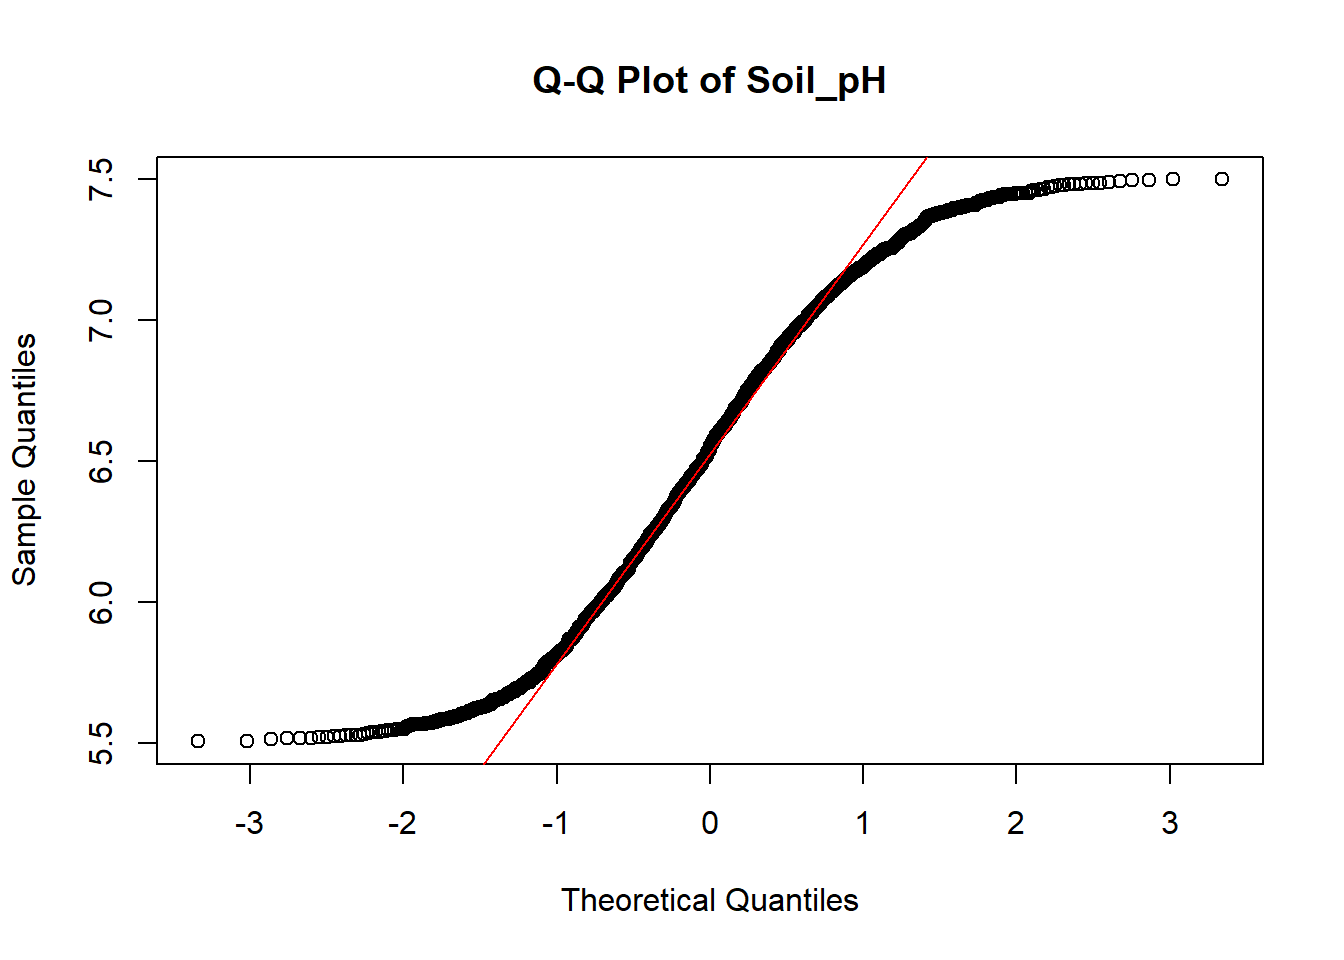 Q-Q Plot of Soil_pH
7.5
7.0
6.5
6.0
5.5
Sample Quantiles
-3 -2 -1 0 1 2 3
Theoretical Quantiles